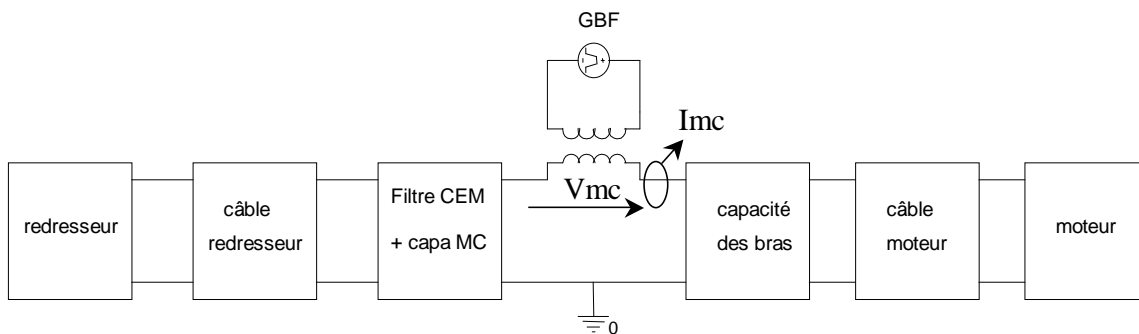 GBF
Imc
Vmc
redresseur
câble
redresseur
Filtre CEM
+ capa MC
capacité
des bras
câble
moteur
moteur
0